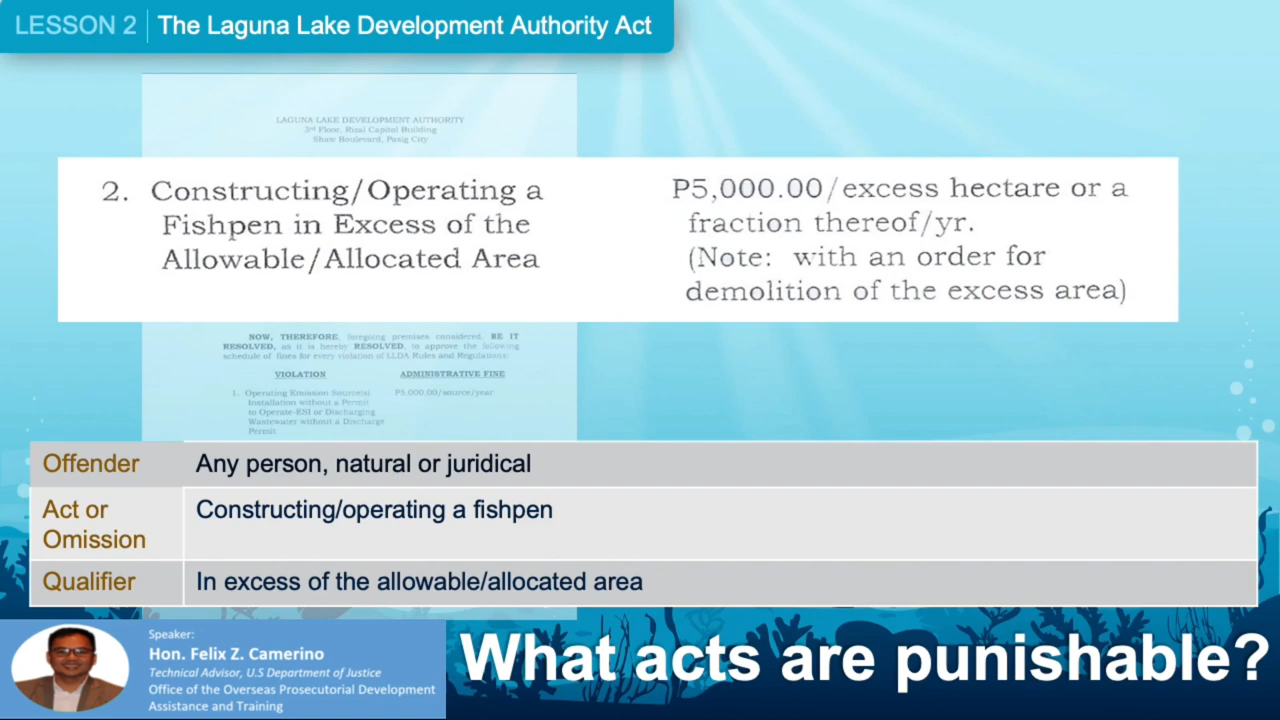 LESSON 2 The Laguna Lake Development Authority Act
LAGUNA LAKE DEVELOPMENT AUTHORITY
3rd Floor, Rizal Capitol Building
Shaw Boulevard, Pasig City
2. Constructing/Operating a
Fishpen in Excess of the
Allowable/Allocated Area
P5,000.00/excess hectare or a
fraction thereof/yr.
(Note: with an order for
demolition of the excess area)
NOW, THEREFORE, foregoing premises considered, BE IT
RESOLVED, as it is hereby RESOLVED, to approve the following
schedule of fines for every violation of LLDA Rules and Regulations:
VIOLATION ADMINISTRATIVE FINE
1. Operating Emission Source(s) P5,000.00/source/year
Installation without a Permit
to Operate-ESI or Discharging
Wastewater without a Discharge
Permit
Offender Any person, natural or juridical
Act or Omission Constructing/operating a fishpen
Qualifier In excess of the allowable/allocated area
Speaker:
Hon. Felix Z. Camerino
Technical Advisor, U.S Department of Justice
Office of the Overseas Prosecutorial Development
Assistance and Training
What acts are punishable?